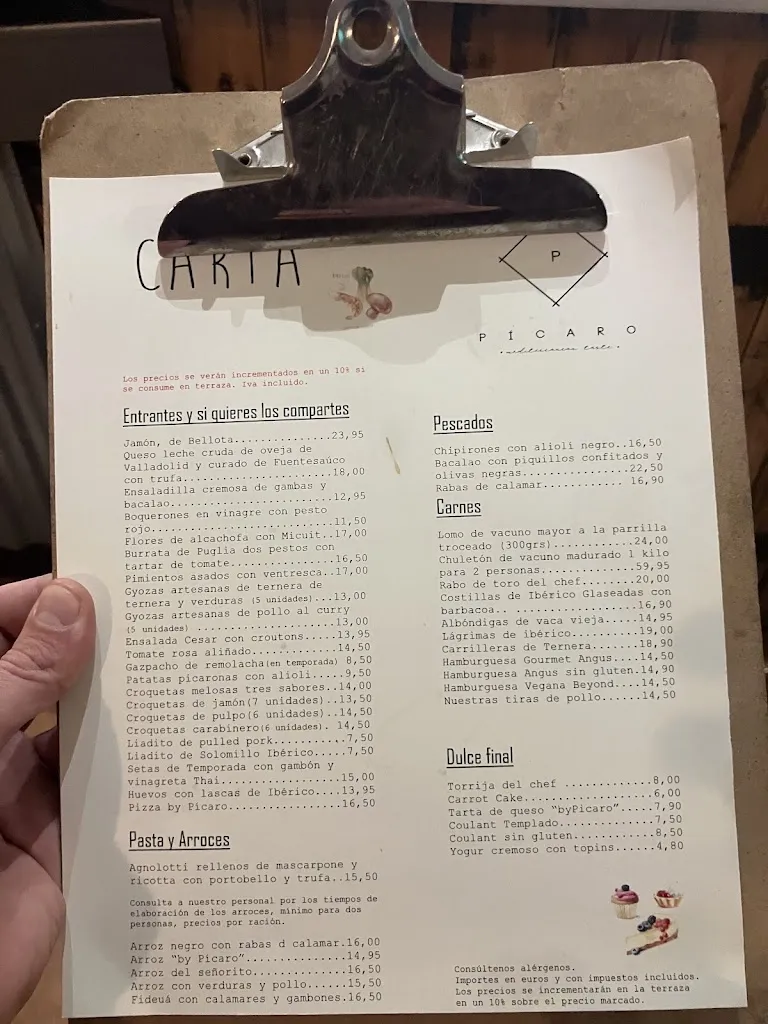 CARTA
P
PÍCARO
Los precios se verán incrementados en un 10% si
se consume en terraza. Iva incluido.
Entrantes y si quieres los compartes
Jamón, de Bellota...............23,95
Queso leche cruda de oveja de
Valladolid y curado de Fuentesaúco
con trufa.......................18,00
Ensaladilla cremosa de gambas y
bacalao.........................12,95
Boquerones en vinagre con pesto
rojo............................11,50
Flores de alcachofa con Micuit..17,00
Burrata de Puglia dos pestos con
tartar de tomate................16,50
Pimientos asados con ventresca..17,00
Gyozas artesanas de ternera de
ternera y verduras (5 unidades)...13,00
Gyozas artesanas de pollo al curry
(5 unidades) .....................13,00
Ensalada Cesar con croutons.....13,95
Tomate rosa aliñado.............14,50
Gazpacho de remolacha(en temporada) 8,50
Patatas picaronas con alioli.....9,50
Croquetas melosas tres sabores..14,00
Croquetas de jamón(7 unidades)..13,50
Croquetas de pulpo(6 unidades)..14,50
Croquetas carabinero(6 unidades). 14,50
Liadito de pulled pork...........7,50
Liadito de Solomillo Ibérico.....7,50
Setas de Temporada con gambón y
vinagreta Thai..................15,00
Huevos con lascas de Ibérico....13,95
Pizza by Picaro.................16,50
Pasta y Arroces
Agnolotti rellenos de mascarpone y
ricotta con portobello y trufa..15,50
Consulta a nuestro personal por los tiempos de
elaboración de los arroces, mínimo para dos
personas, precios por ración.
Arroz negro con rabas d calamar.16,00
Arroz "by Picaro"...............14,95
Arroz del señorito..............16,50
Arroz con verduras y pollo......15,50
Fideuá con calamares y gambones.16,50
Pescados
Chipirones con alioli negro..16,50
Bacalao con piquillos confitados y
olivas negras................22,50
Rabas de calamar............ 16,90
Carnes
Lomo de vacuno mayor a la parrilla
troceado (300grs)............24,00
Chuletón de vacuno madurado 1 kilo
para 2 personas..............59,95
Rabo de toro del chef........20,00
Costillas de Ibérico Glaseadas con
barbacoa.. ..................16,90
Albóndigas de vaca vieja.....14,95
Lágrimas de ibérico..........19,00
Carrilleras de Ternera.......18,90
Hamburguesa Gourmet Angus....14,50
Hamburguesa Angus sin gluten.14,90
Hamburguesa Vegana Beyond....14,50
Nuestras tiras de pollo......14,50
Dulce final
Torrija del chef .............8,00
Carrot Cake...................6,00
Tarta de queso "byPicaro".....7,90
Coulant Templado..............7,50
Coulant sin gluten............8,50
Yogur cremoso con topins......4,80
Consúltenos alérgenos.
Importes en euros y con impuestos incluidos.
Los precios se incrementarán en la terraza
en un 10% sobre el precio marcado.